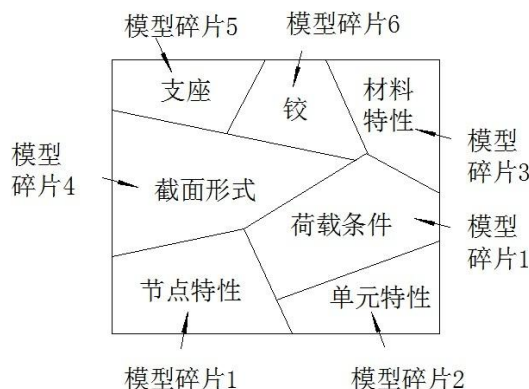 模型碎片5
模型碎片6
支座
铰
材料
特性
模型
碎片3
模型
碎片4
截面形式
荷载条件
模型
碎片1
节点特性
单元特性
模型碎片1
模型碎片2